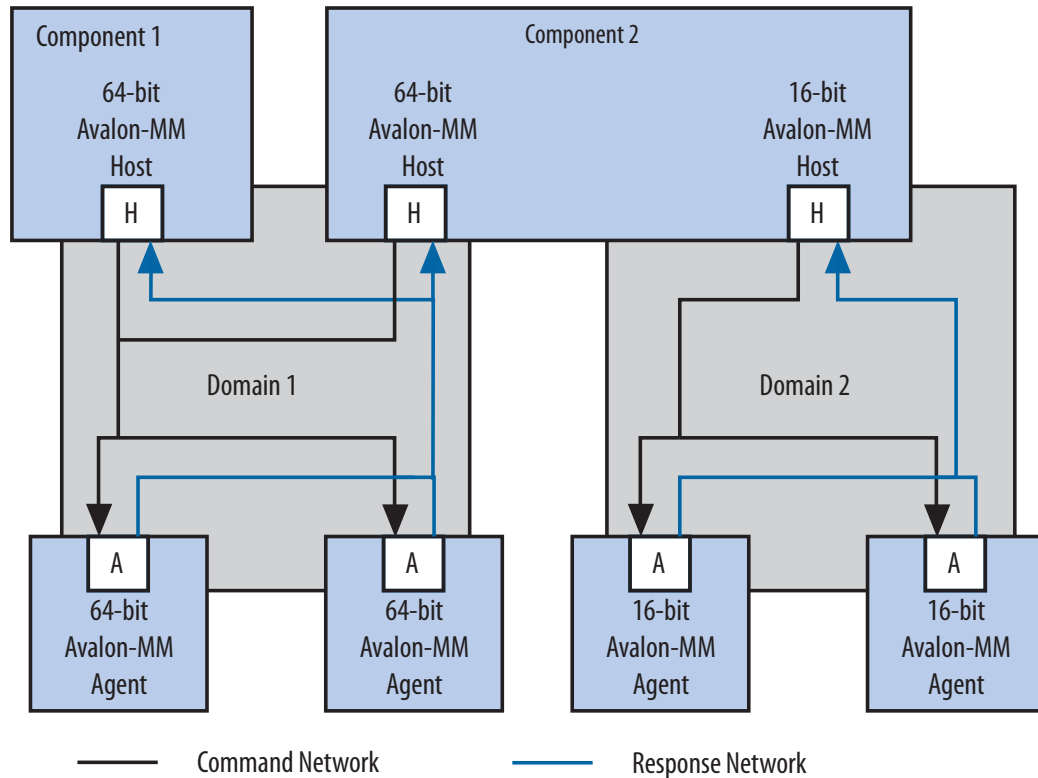 Component 1
64-bit
Avalon-MM
Host
H
Component 2
64-bit
Avalon-MM
Host
H
16-bit
Avalon-MM
Host
H
Domain 1
Domain 2
A
64-bit
Avalon-MM
Agent
A
64-bit
Avalon-MM
Agent
A
16-bit
Avalon-MM
Agent
A
16-bit
Avalon-MM
Agent
Command Network
Response Network